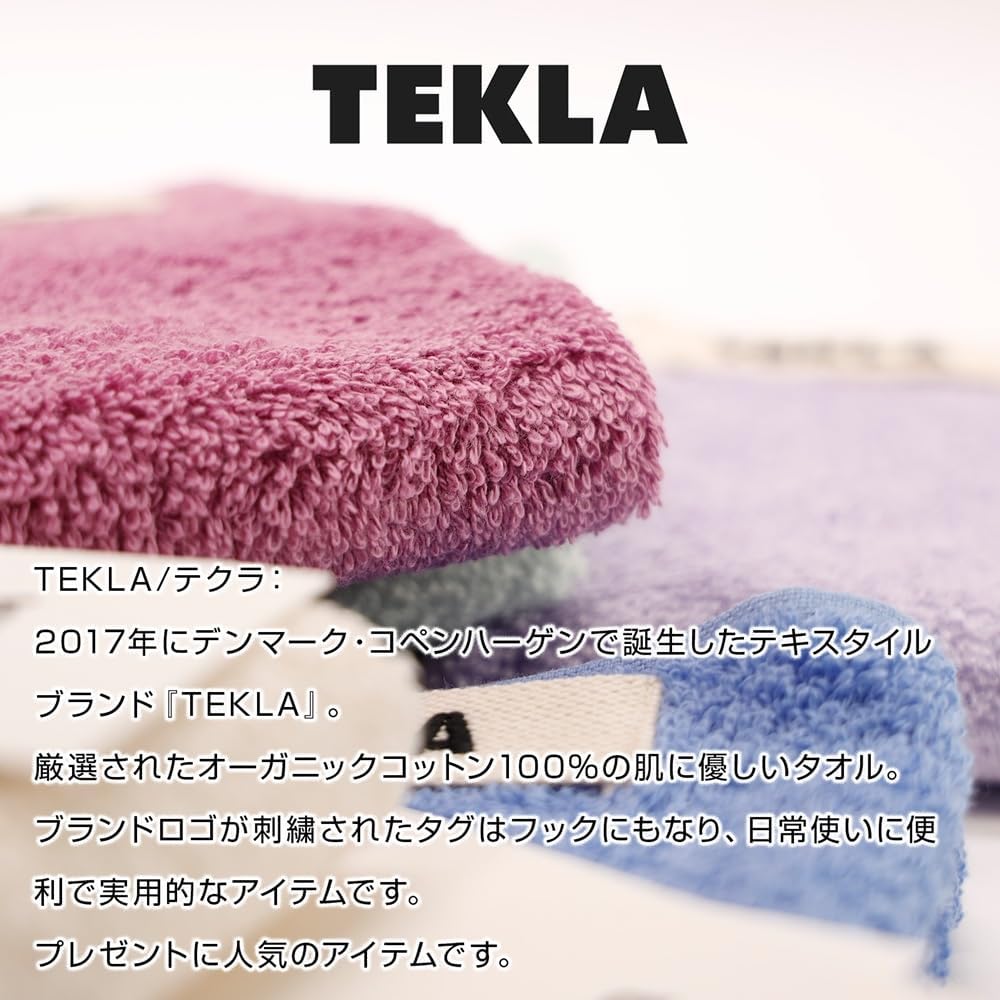 TEKLA
TEKLA/テクラ：
2017年にデンマーク・コペンハーゲンで誕生したテキスタイル
ブランド『TEKLA』。
厳選されたオーガニックコットン100%の肌に優しいタオル。
ブランドロゴが刺繍されたタグはフックにもなり、日常使いに便
利で実用的なアイテムです。
プレゼントに人気のアイテムです。
A